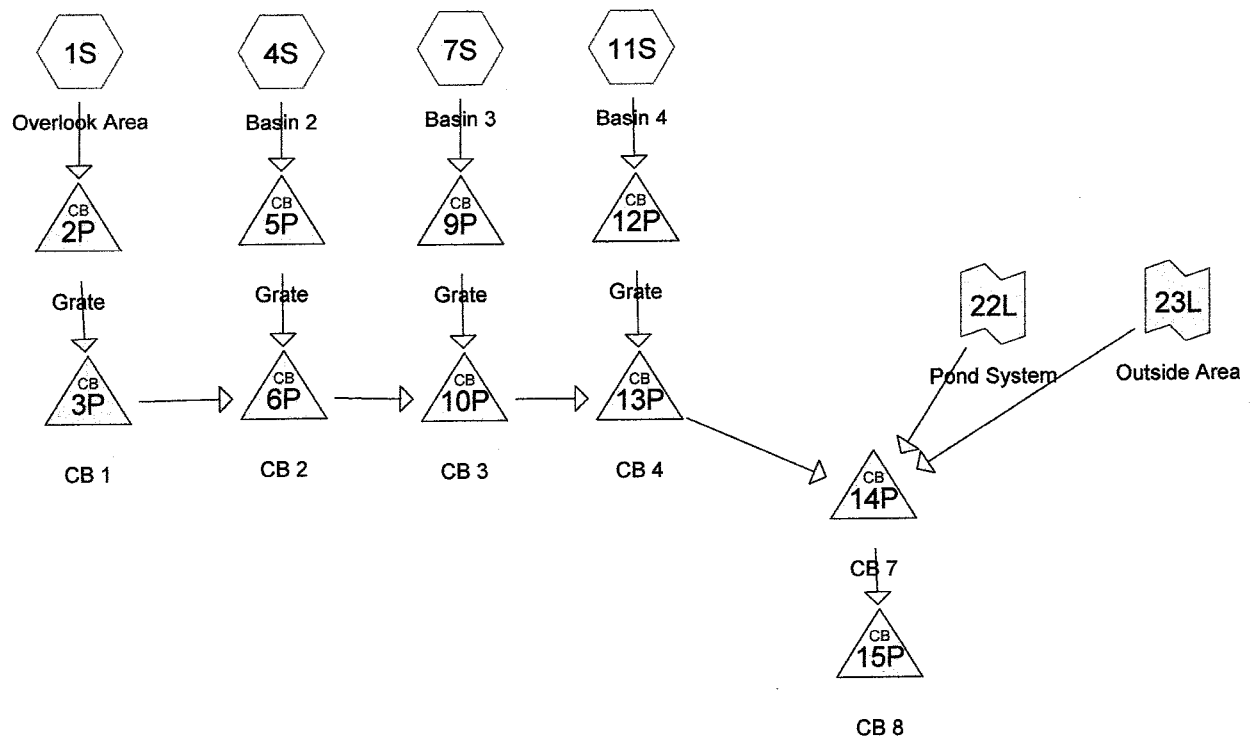 1S
4S
7S
11S
Overlook Area
Basin 2
Basin 3
Basin 4
CB
2P
CB
5P
CB
9P
CB
12P
Grate
Grate
Grate
Grate
22L
23L
Pond System
Outside Area
CB
3P
CB
6P
CB
10P
CB
13P
CB 1
CB 2
CB 3
CB 4
CB
14P
CB 7
CB
15P
CB 8